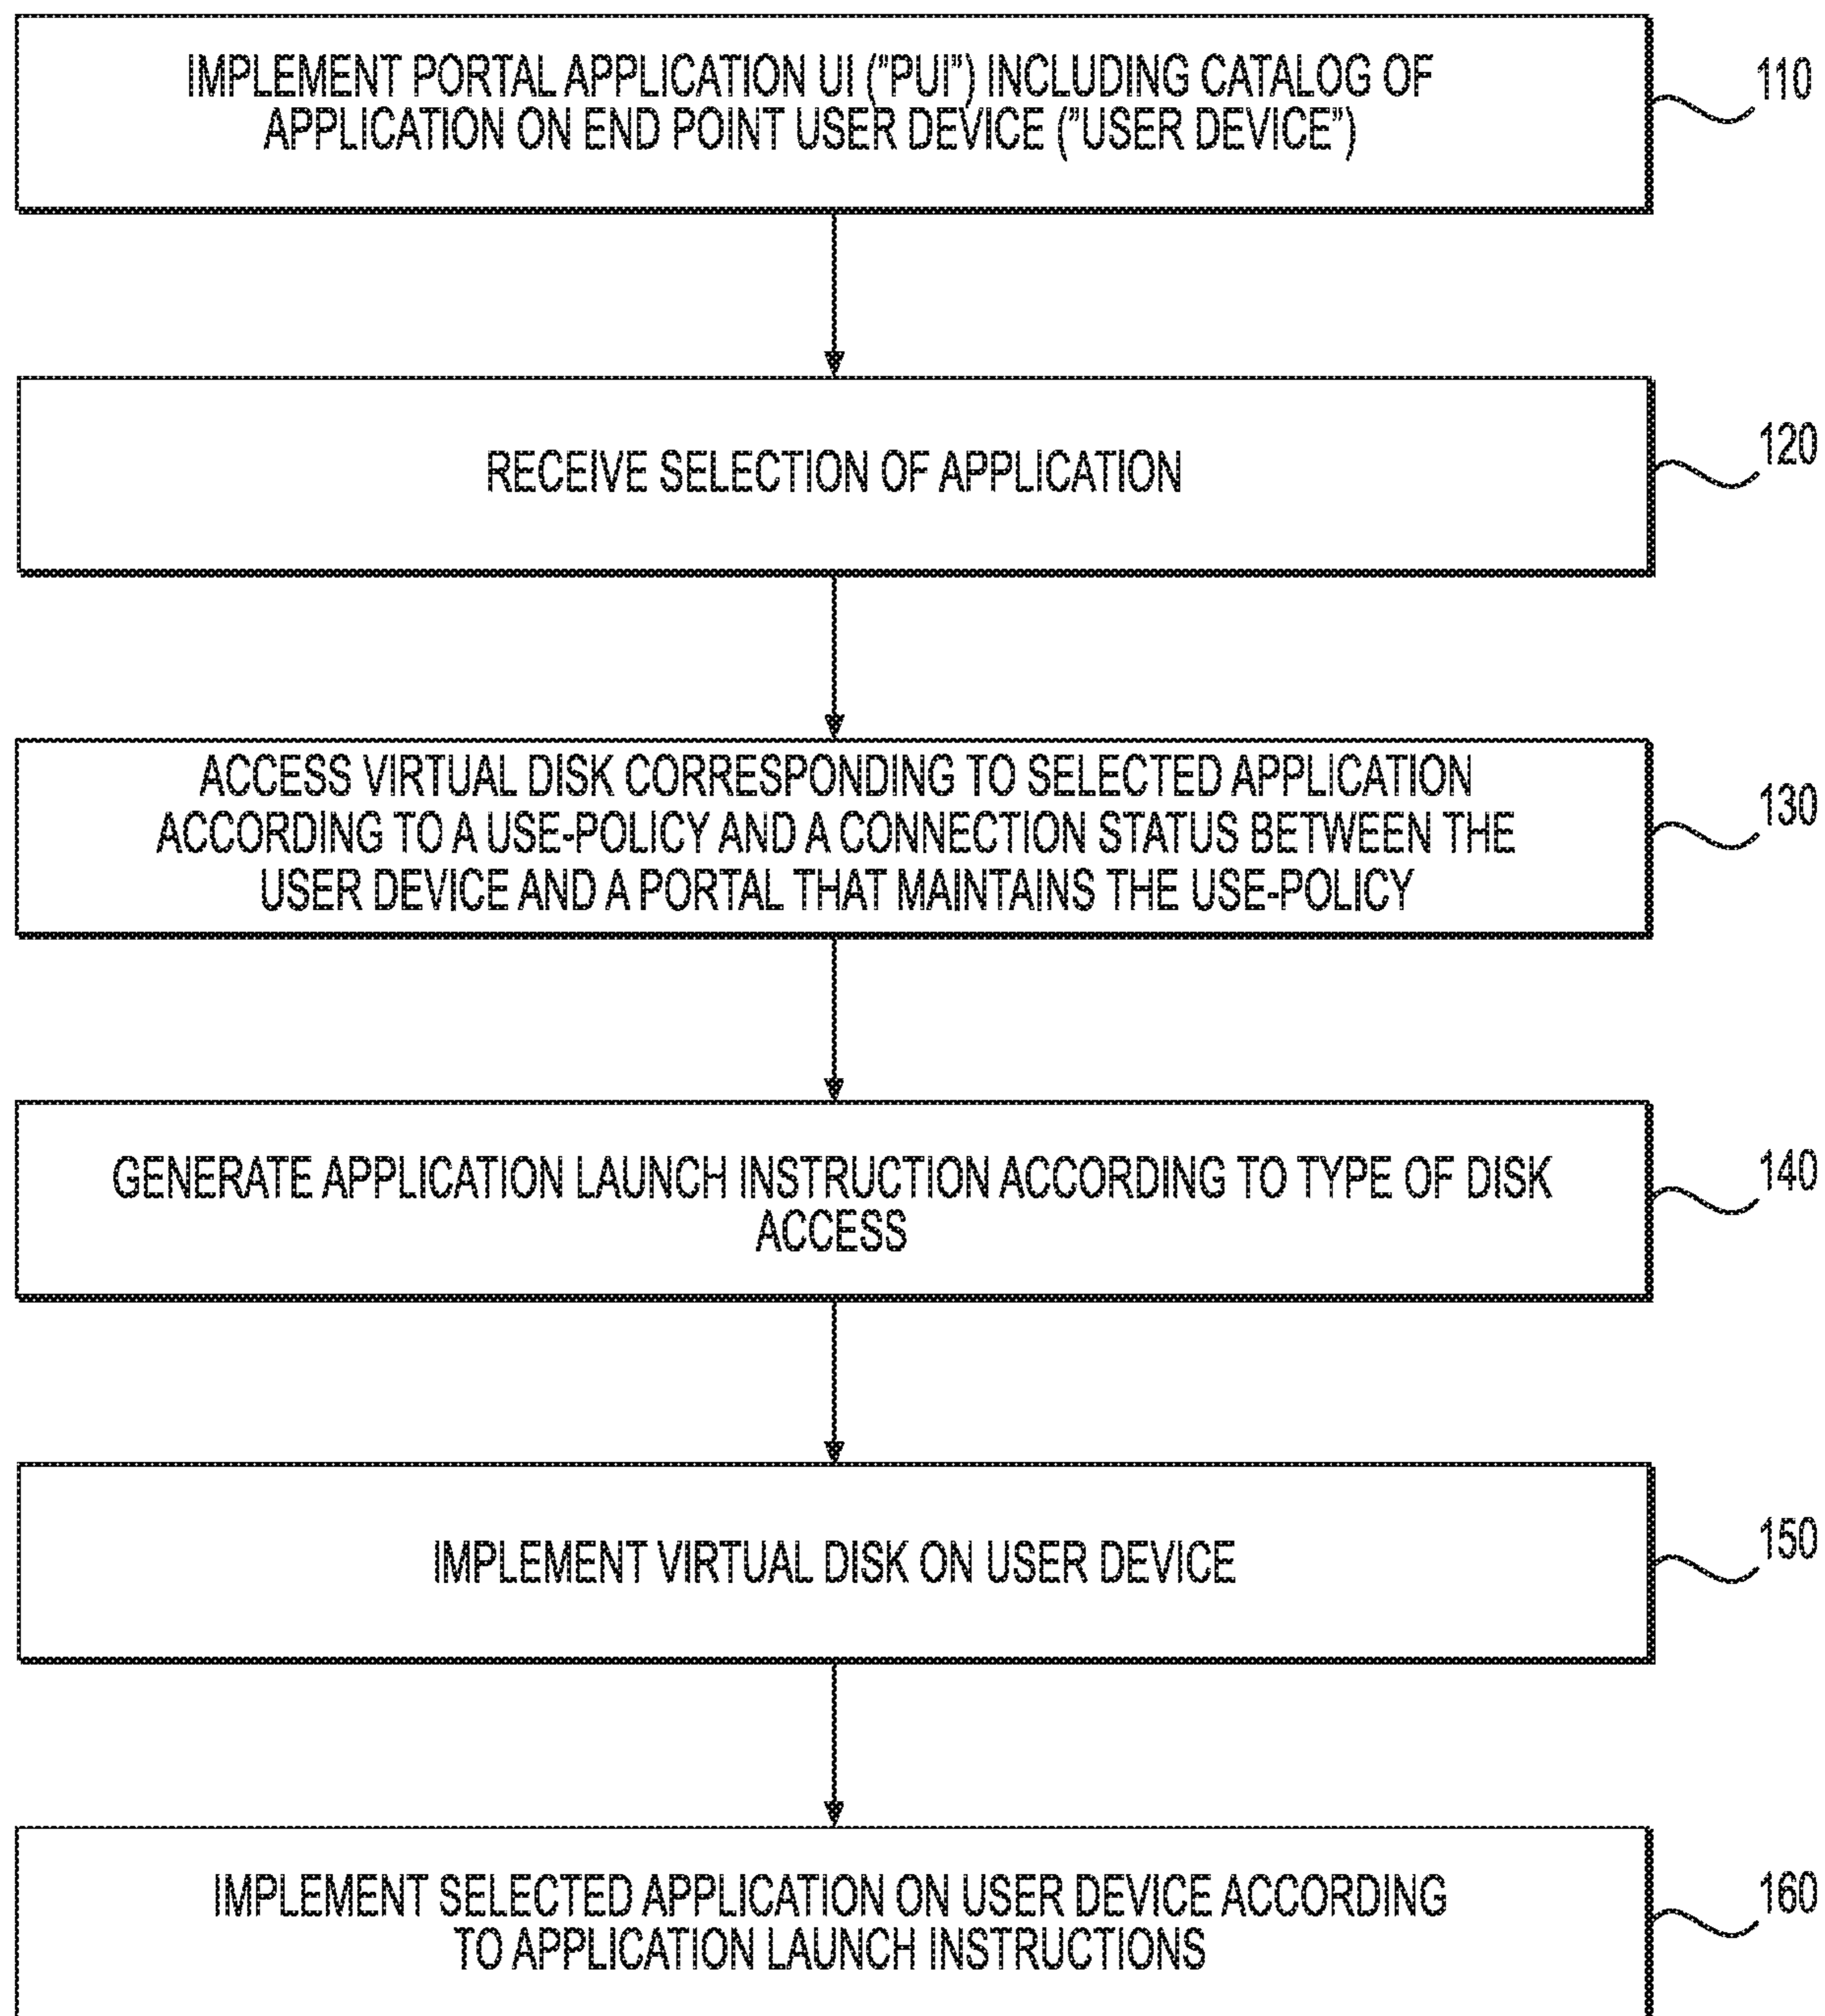 IMPLEMENT PORTAL APPLICATION UI ("PUI") INCLUDING CATALOG OF
APPLICATION ON END POINT USER DEVICE ("USER DEVICE")
110
RECEIVE SELECTION OF APPLICATION
120
ACCESS VIRTUAL DISK CORRESPONDING TO SELECTED APPLICATION
ACCORDING TO A USE-POLICY AND A CONNECTION STATUS BETWEEN THE
USER DEVICE AND A PORTAL THAT MAINTAINS THE USE-POLICY
130
GENERATE APPLICATION LAUNCH INSTRUCTION ACCORDING TO TYPE OF DISK
ACCESS
140
IMPLEMENT VIRTUAL DISK ON USER DEVICE
150
IMPLEMENT SELECTED APPLICATION ON USER DEVICE ACCORDING
TO APPLICATION LAUNCH INSTRUCTIONS
160